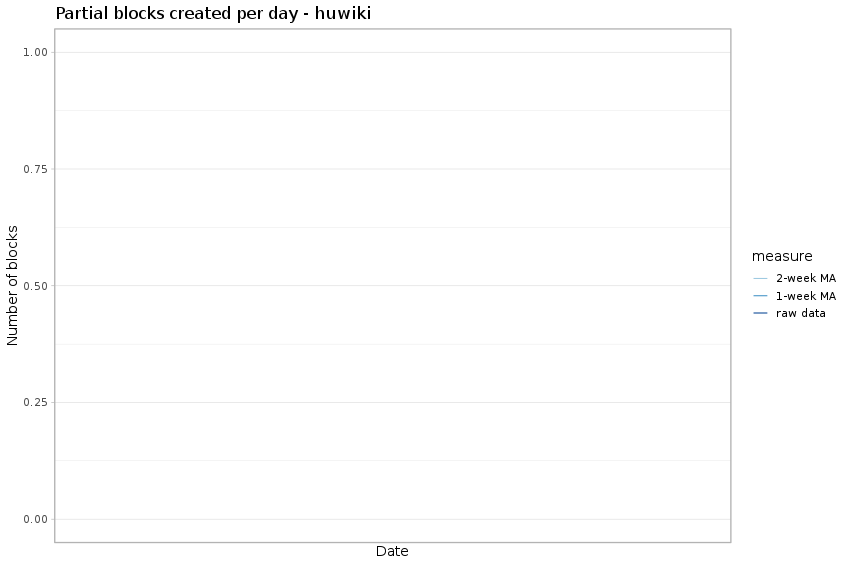 Partial blocks created per day - huwiki
1.00
0.75
0.50
0.25
0.00
Number of blocks
Date
measure
2-week MA
1-week MA
raw data